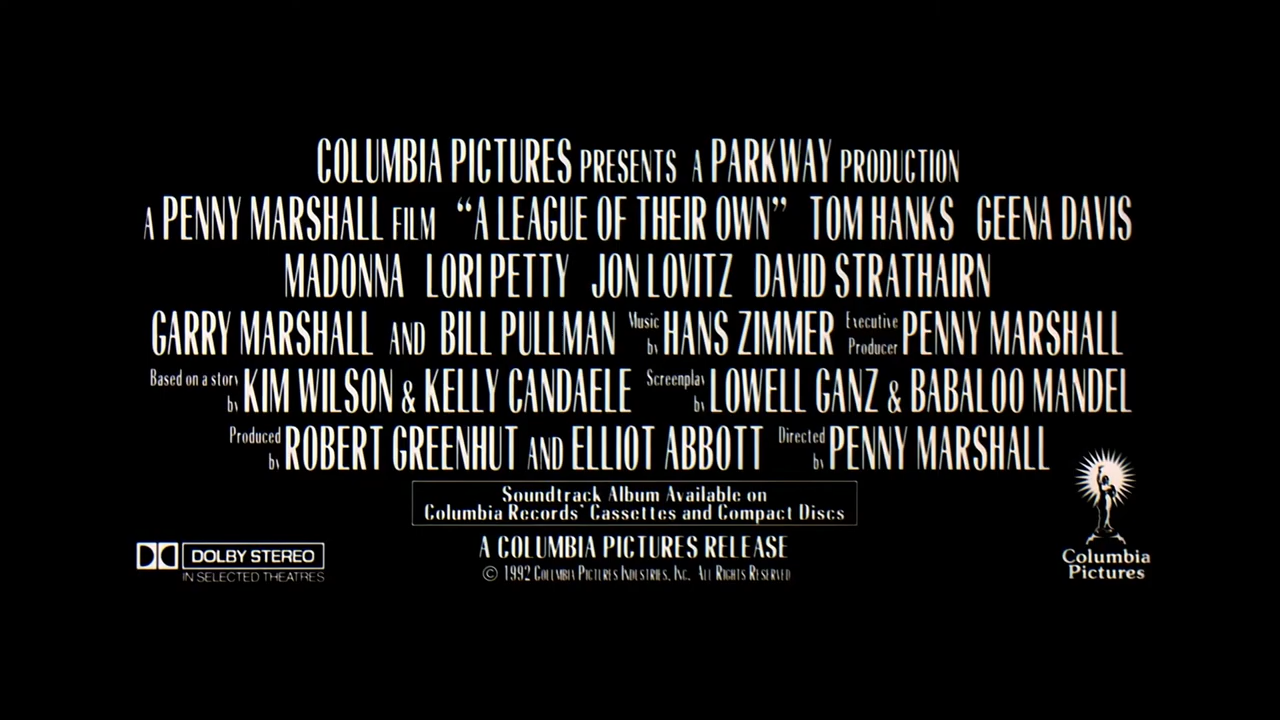 COLUMBIA PICTURES PRESENTS A PARKWAY PRODUCTION
A PENNY MARSHALL FILM “A LEAGUE OF THEIR OWN” TOM HANKS GEENA DAVIS
MADONNA LORI PETTY JON LOVITZ DAVID STRATHAIRN
GARRY MARSHALL AND BILL PULLMAN Music by HANS ZIMMER Executive Producer PENNY MARSHALL
Based on a story by KIM WILSON & KELLY CANDAELE Screenplay by LOWELL GANZ & BABALOO MANDEL
Produced by ROBERT GREENHUT AND ELLIOT ABBOTT Directed by PENNY MARSHALL
Soundtrack Album Available on
Columbia Records' Cassettes and Compact Discs
DOLBY STEREO
IN SELECTED THEATRES
A COLUMBIA PICTURES RELEASE
© 1992 COLUMBIA PICTURES INDUSTRIES, INC. ALL RIGHTS RESERVED
Columbia
Pictures